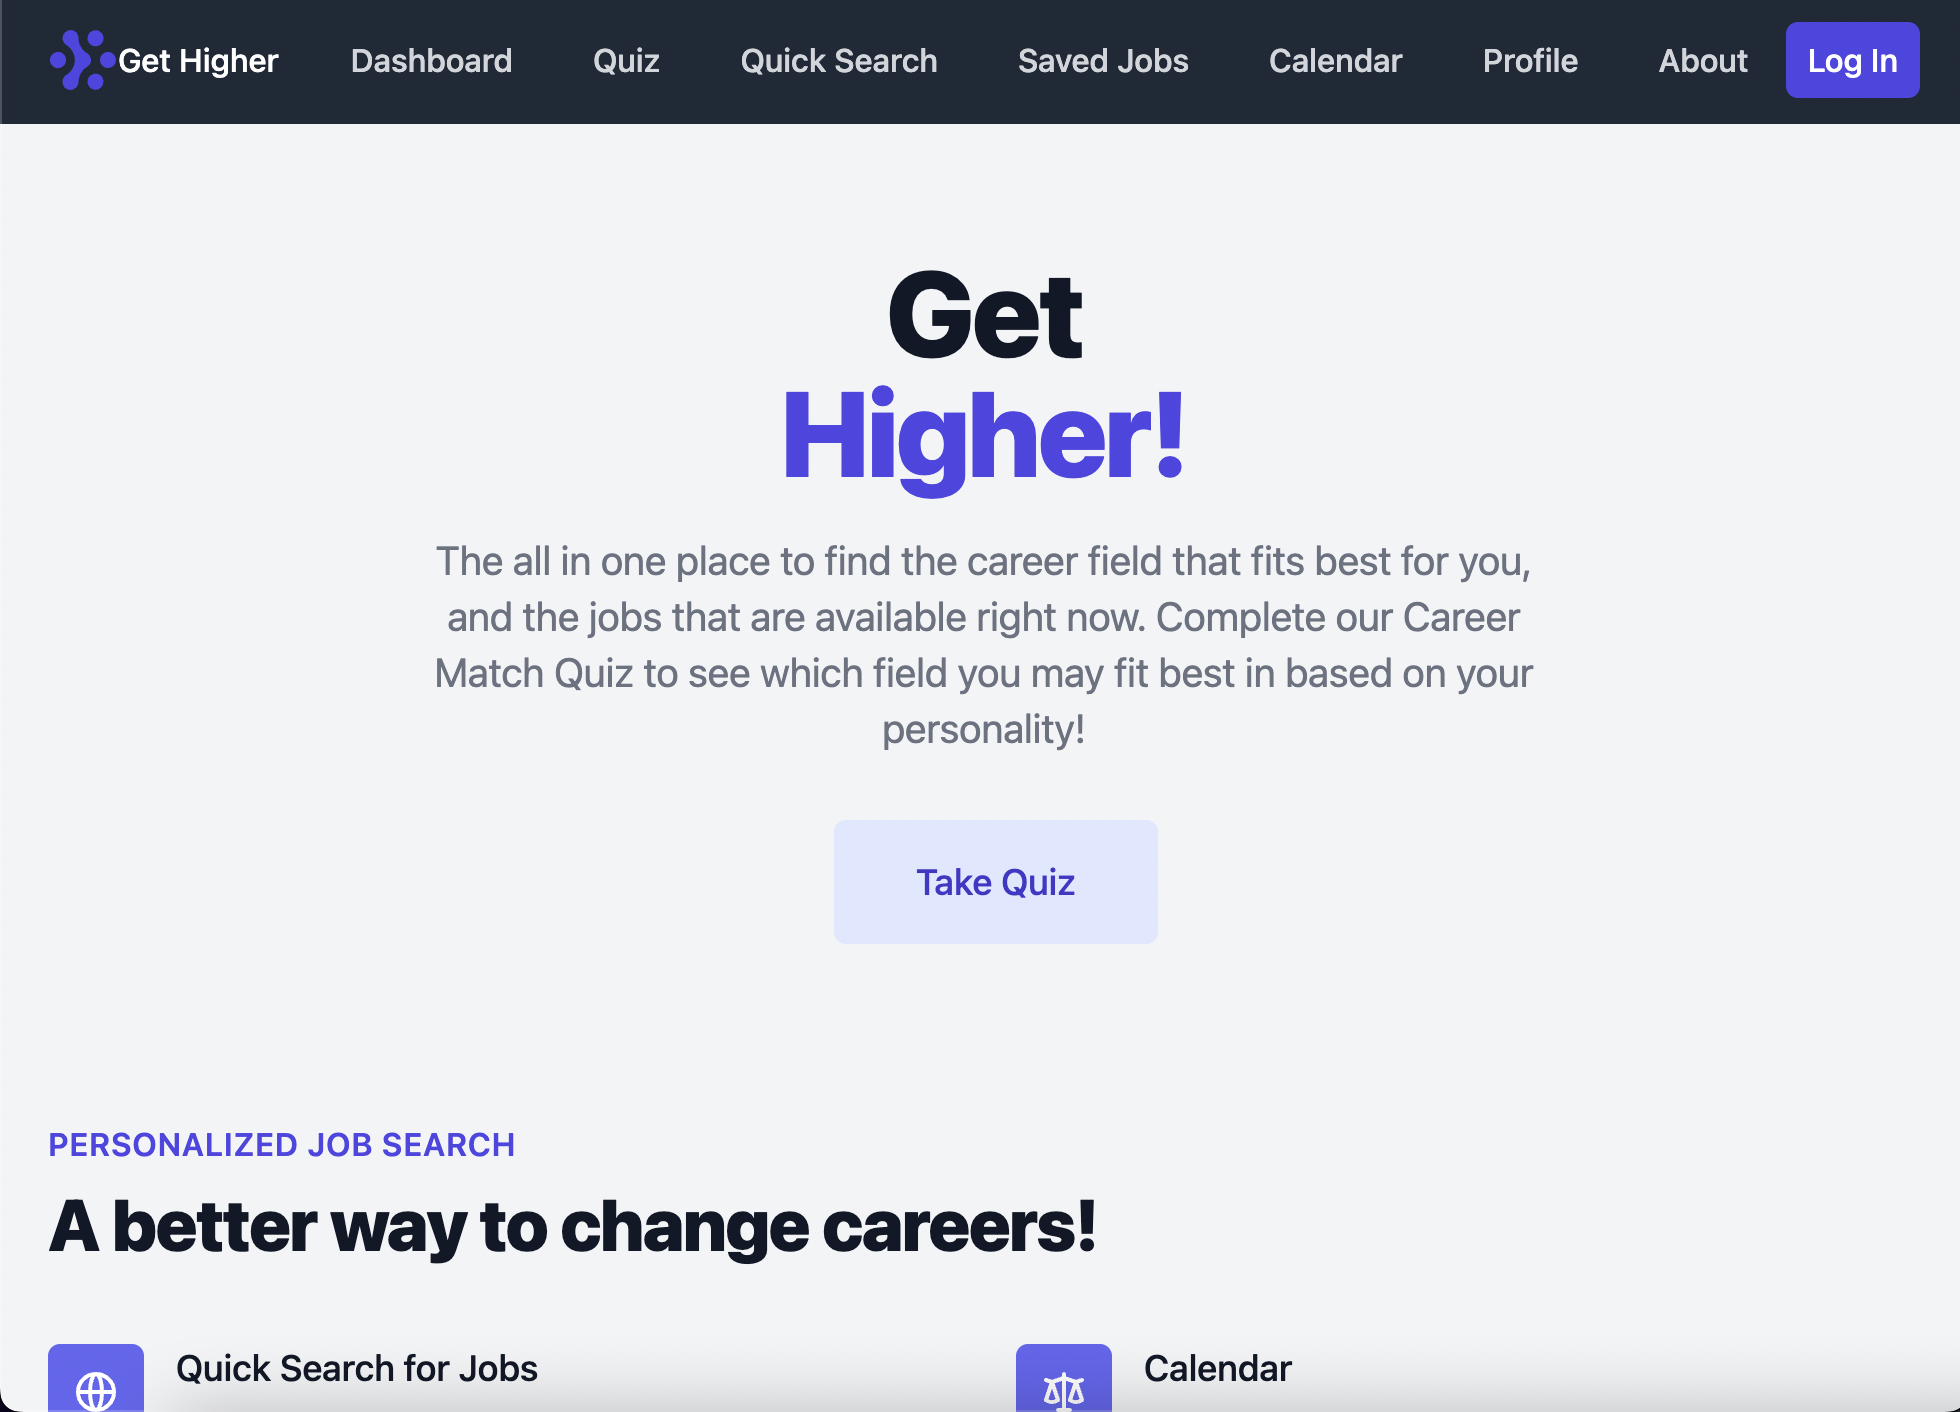 Get Higher Dashboard Quiz Quick Search Saved Jobs Calendar Profile About Log In
Get
Higher!
The all in one place to find the career field that fits best for you,
and the jobs that are available right now. Complete our Career
Match Quiz to see which field you may fit best in based on your
personality!
Take Quiz
PERSONALIZED JOB SEARCH
A better way to change careers!
Quick Search for Jobs
Calendar